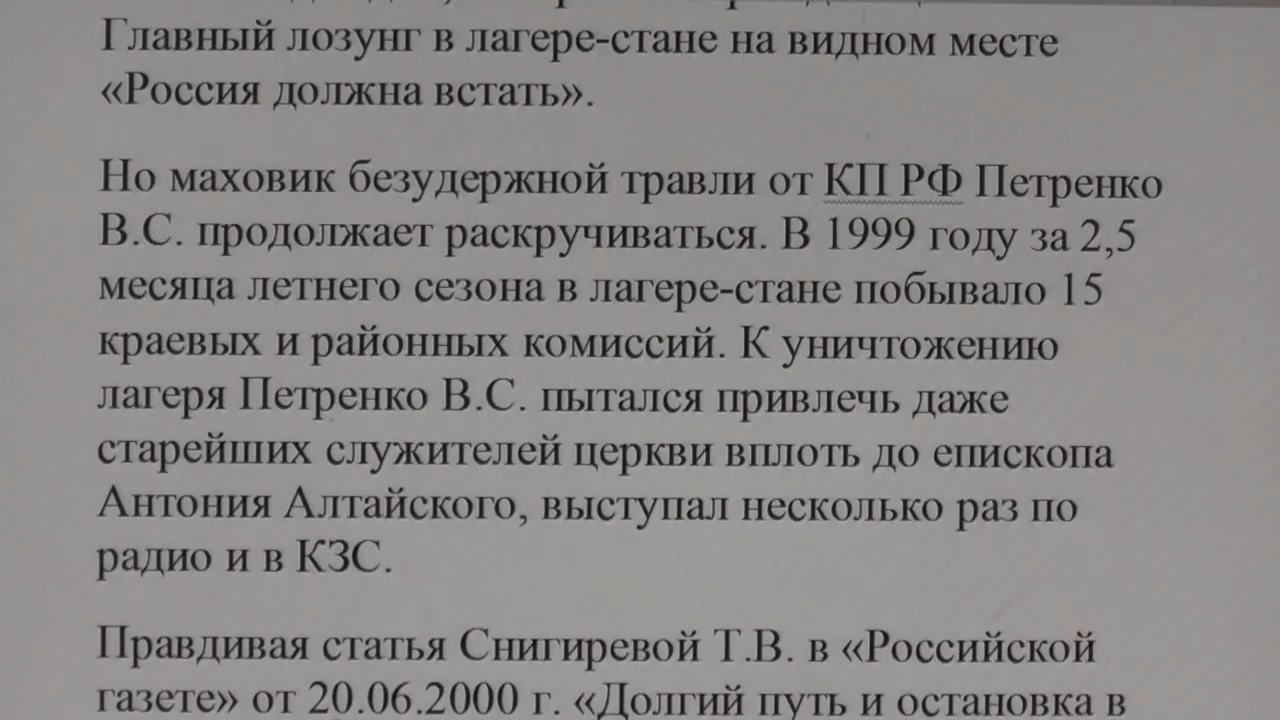 Главный лозунг в лагере-стане на видном месте
«Россия должна встать».
Но маховик безудержной травли от КП РФ Петренко
В.С. продолжает раскручиваться. В 1999 году за 2,5
месяца летнего сезона в лагере-стане побывало 15
краевых и районных комиссий. К уничтожению
лагеря Петренко В.С. пытался привлечь даже
старейших служителей церкви вплоть до епископа
Антония Алтайского, выступал несколько раз по
радио и в КЗС.
Правдивая статья Снигиревой Т.В. в «Российской
газете» от 20.06.2000 г. «Долгий путь и остановка в